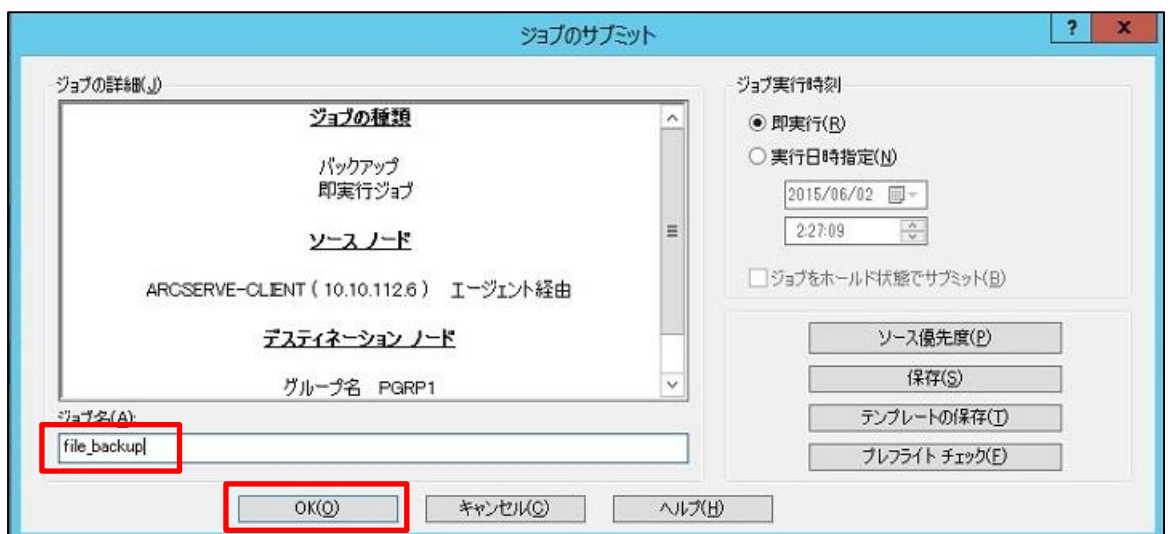 ジョブのサブミット
? x
ジョブの詳細(J)
ジョブの種類
バックアップ
即実行ジョブ
ソース ノード
ARCSERVE-CLIENT ( 10.10.112.6 ) エージェント経由
デスティネーション ノード
グループ名 PGRP1
ジョブ名(A):
file_backup
ジョブ実行時刻
即実行(R)
実行日時指定(N)
2015/06/02
2:27:09
ジョブをホールド状態でサブミット(B)
ソース優先度(P)
保存(S)
テンプレートの保存(T)
プレフライト チェック(F)
OK(O) キャンセル(C) ヘルプ(H)